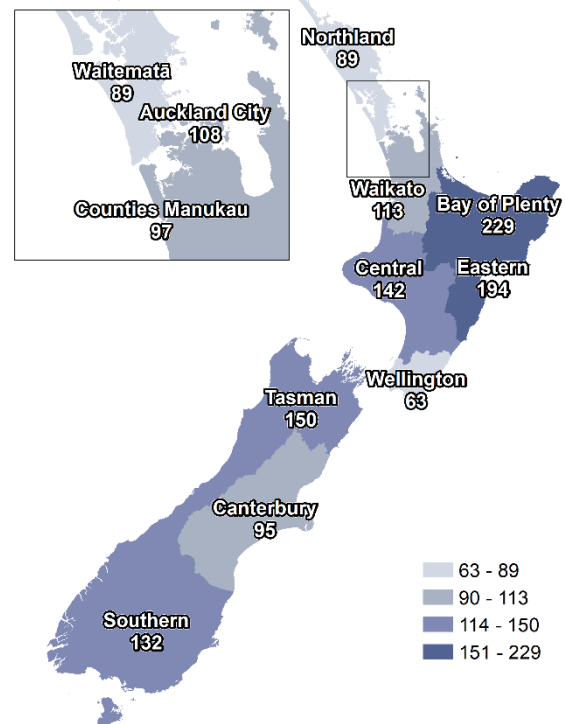 Northland
89
Waitematā
89
Auckland City
108
Counties Manukau
97
Waikato
113
Bay of Plenty
229
Central
142
Eastern
194
Wellington
63
Tasman
150
Canterbury
95
Southern
132
63 - 89
90 - 113
114 - 150
151 - 229